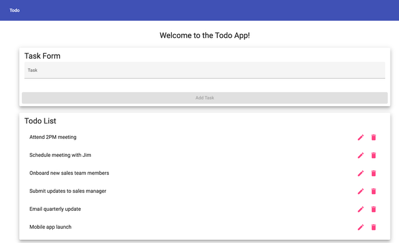 Todo
Welcome to the Todo App!
Task Form
Task
Add Task
Todo List
Attend 2PM meeting
Schedule meeting with Jim
Onboard new sales team members
Submit updates to sales manager
Email quarterly update
Mobile app launch